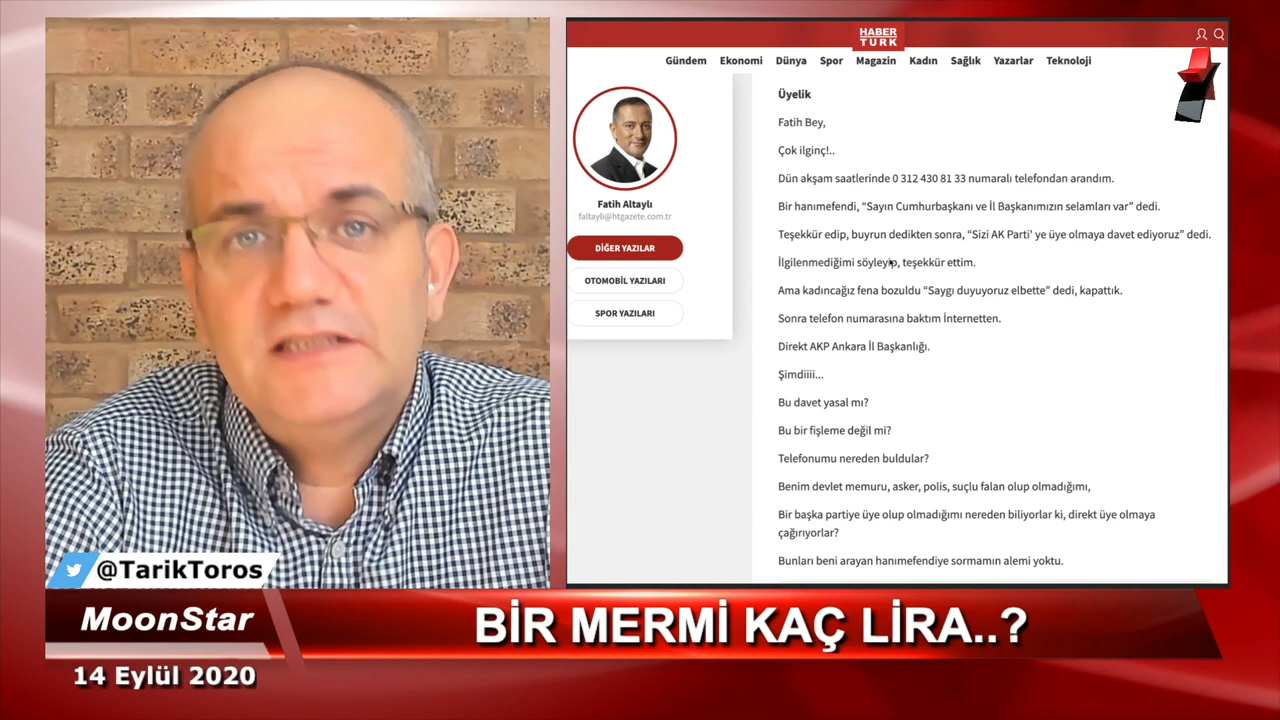 HABER
TURK
Gündem Ekonomi Dünya Spor Magazin Kadın Sağlık Yazarlar Teknoloji
Fatih Altaylı
faltayli@htgazete.com.tr
DİĞER YAZILAR
OTOMOBİL YAZILARI
SPOR YAZILARI
Üyelik
Fatih Bey,
Çok ilginç!..
Dün akşam saatlerinde 0 312 430 81 33 numaralı telefondan arandım.
Bir hanımefendi, “Sayın Cumhurbaşkanı ve İl Başkanımızın selamları var” dedi.
Teşekkür edip, buyrun dedikten sonra, “Sizi AK Parti' ye üye olmaya davet ediyoruz” dedi.
İlgilenmediğimi söyleyip, teşekkür ettim.
Ama kadıncağız fena bozuldu “Saygı duyuyoruz elbette” dedi, kapattık.
Sonra telefon numarasına baktım İnternetten.
Direkt AKP Ankara İl Başkanlığı.
Şimdiiii...
Bu davet yasal mı?
Bu bir fişleme değil mi?
Telefonumu nereden buldular?
Benim devlet memuru, asker, polis, suçlu falan olup olmadığımı,
Bir başka partiye üye olup olmadığımı nereden biliyorlar ki, direkt üye olmaya
çağırıyorlar?
Bunları beni arayan hanımefendiye sormamın alemi yoktu.
@TarikToros
MoonStar
BİR MERMİ KAÇ LİRA..?
14 Eylül 2020